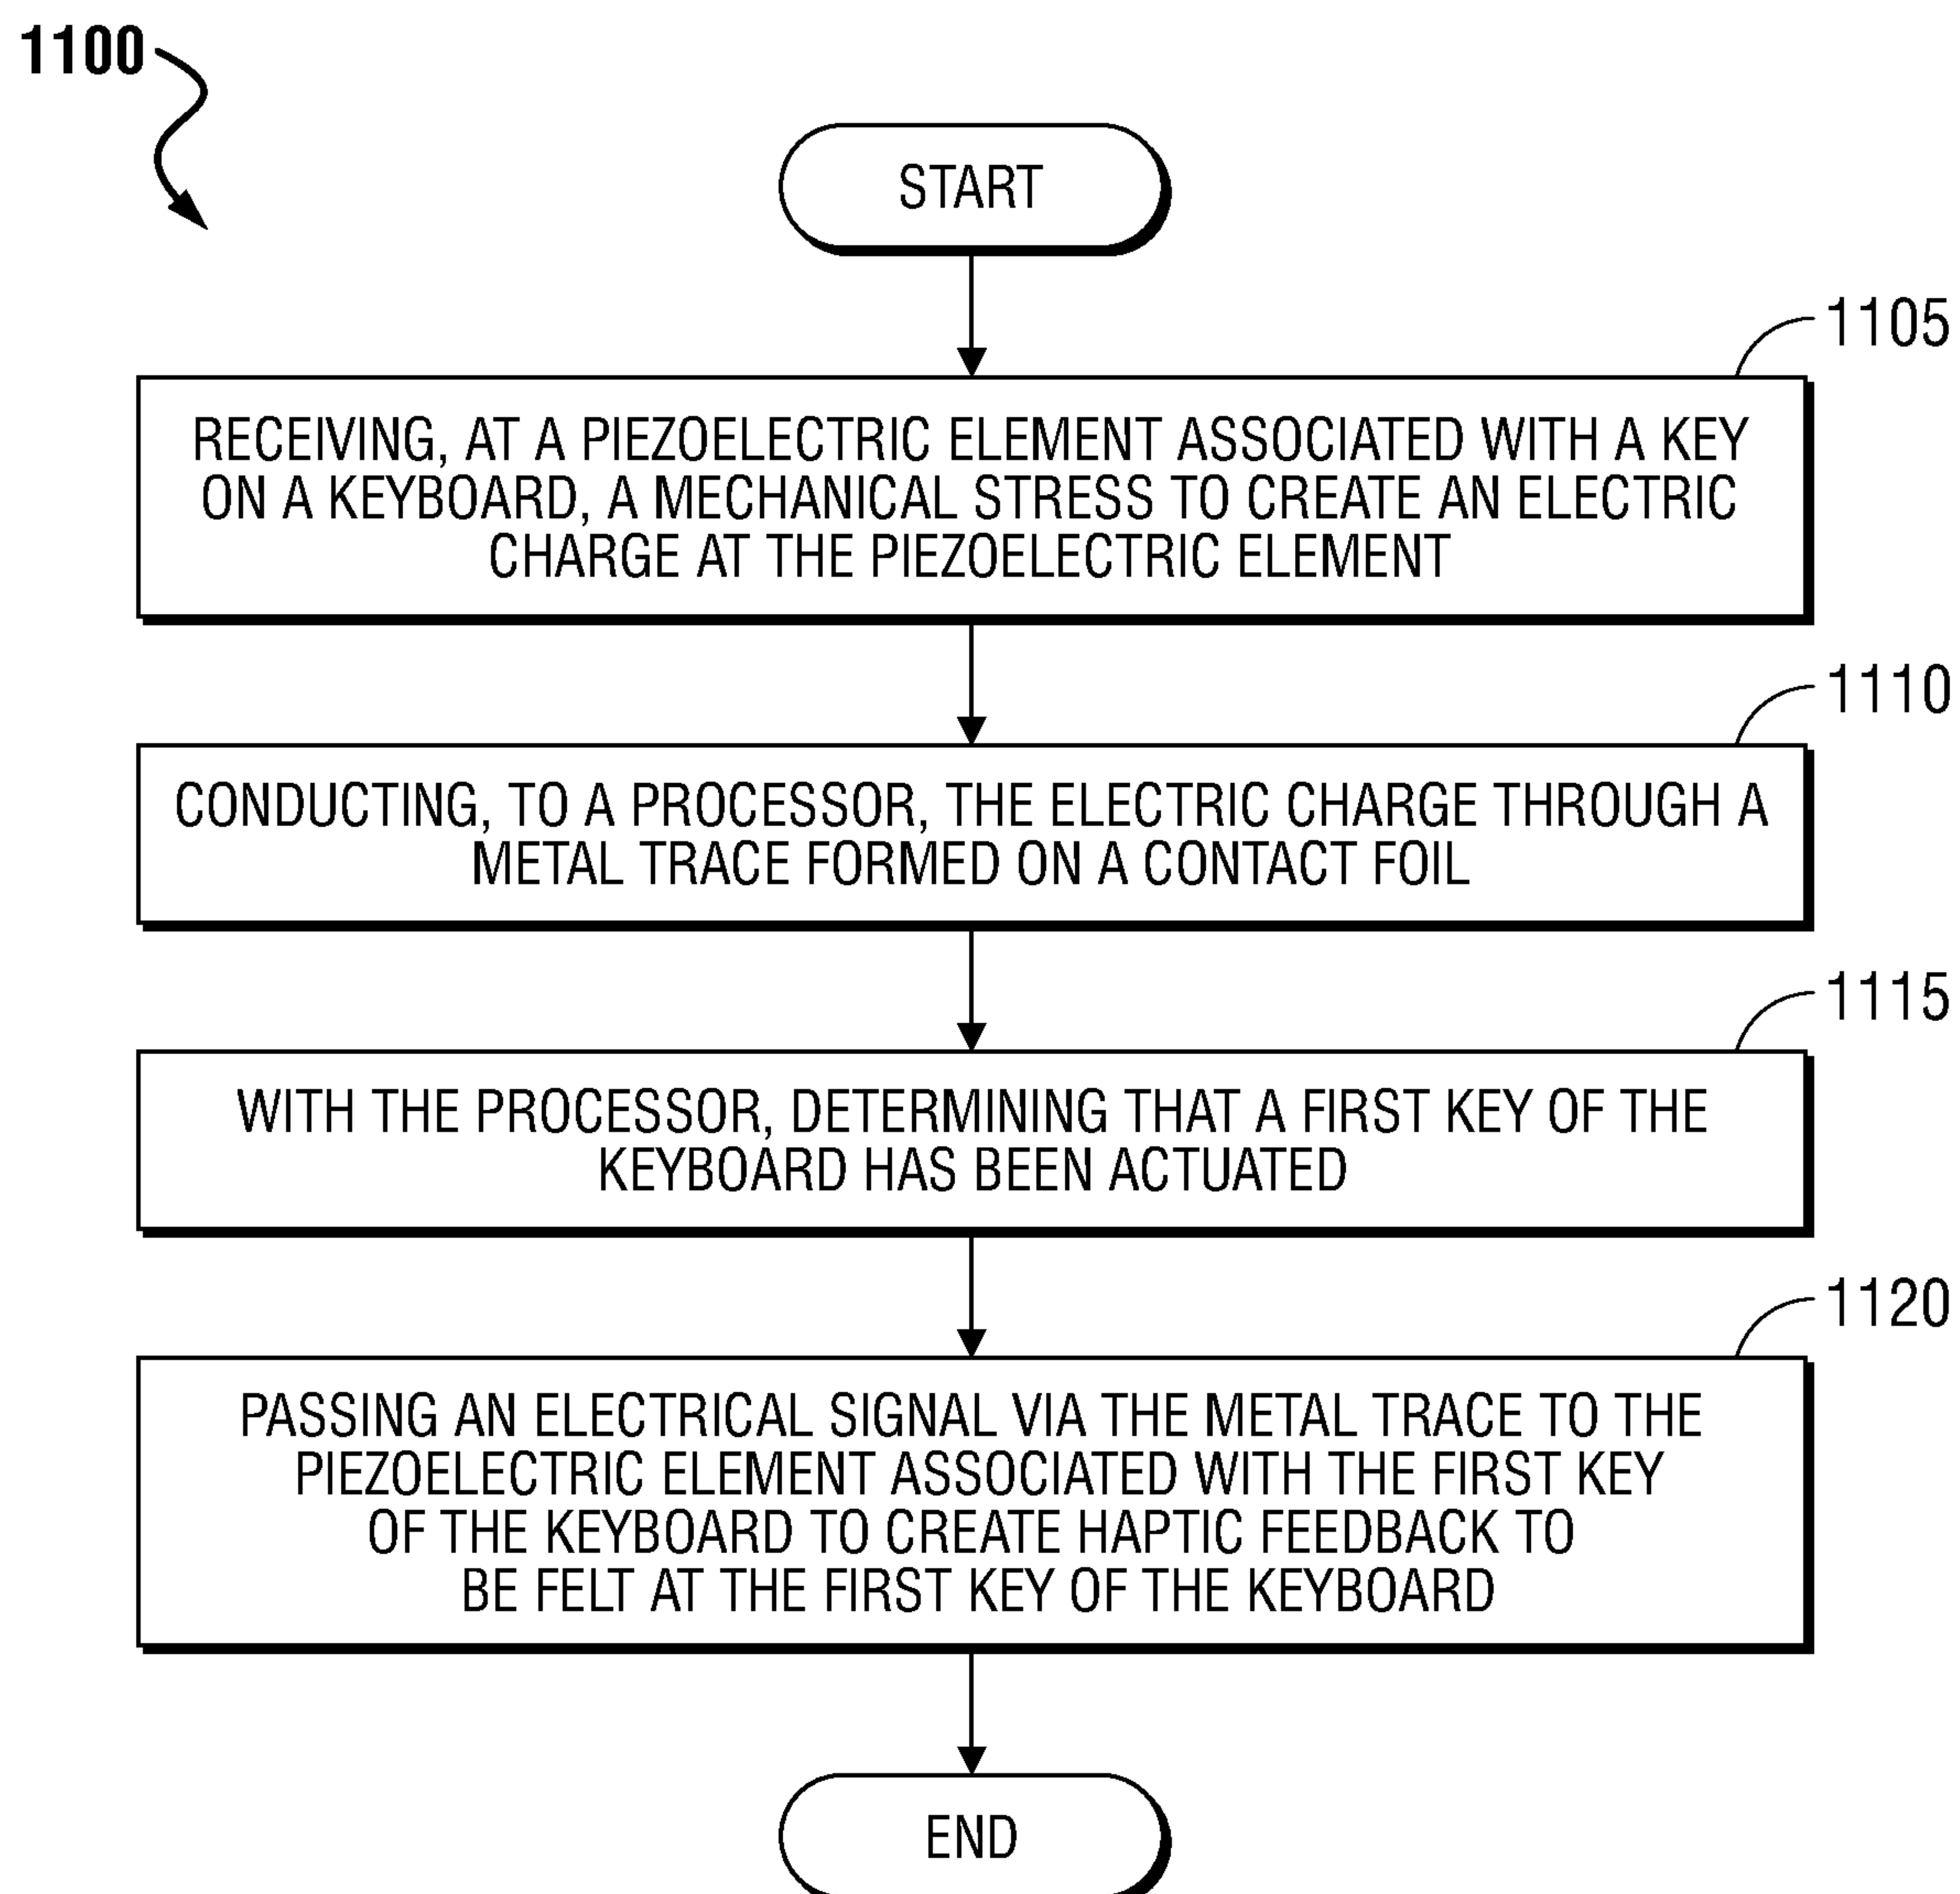 1100
START
1105
RECEIVING, AT A PIEZOELECTRIC ELEMENT ASSOCIATED WITH A KEY
ON A KEYBOARD, A MECHANICAL STRESS TO CREATE AN ELECTRIC
CHARGE AT THE PIEZOELECTRIC ELEMENT
1110
CONDUCTING, TO A PROCESSOR, THE ELECTRIC CHARGE THROUGH A
METAL TRACE FORMED ON A CONTACT FOIL
1115
WITH THE PROCESSOR, DETERMINING THAT A FIRST KEY OF THE
KEYBOARD HAS BEEN ACTUATED
1120
PASSING AN ELECTRICAL SIGNAL VIA THE METAL TRACE TO THE
PIEZOELECTRIC ELEMENT ASSOCIATED WITH THE FIRST KEY
OF THE KEYBOARD TO CREATE HAPTIC FEEDBACK TO
BE FELT AT THE FIRST KEY OF THE KEYBOARD
END